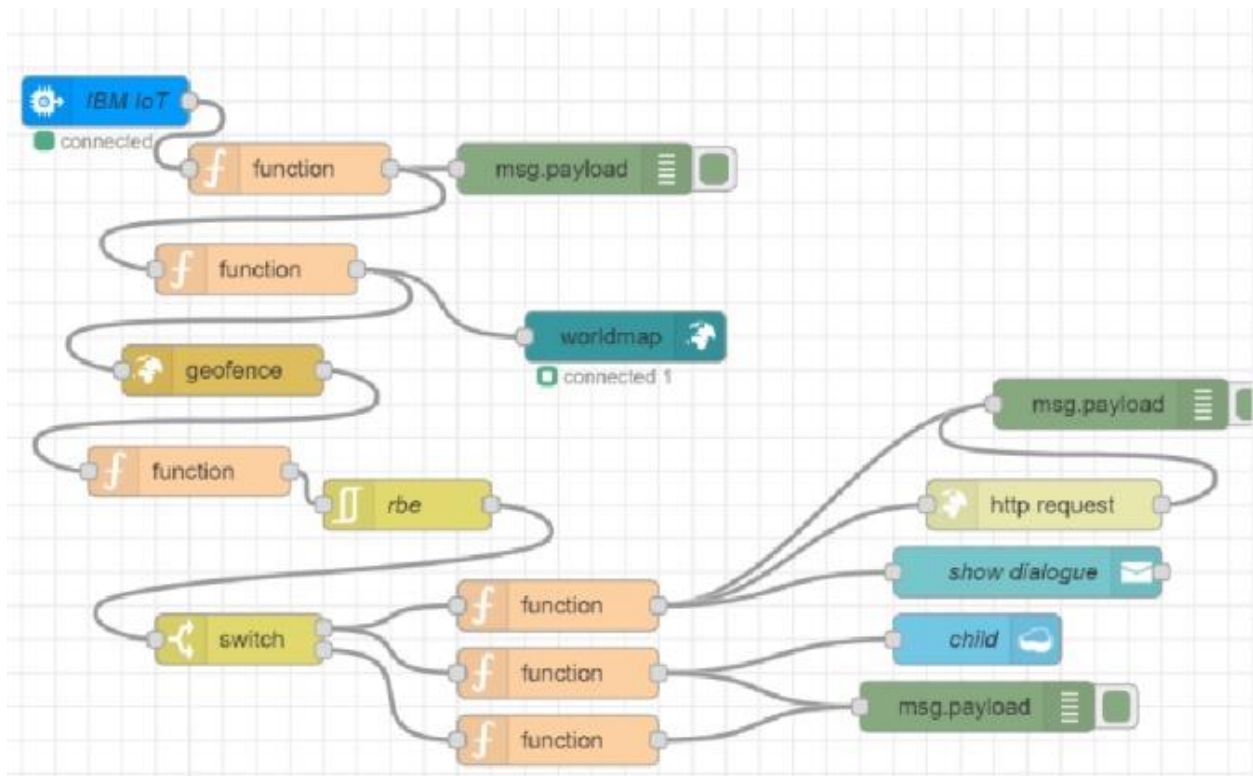 IBM IoT
connected
function
msg.payload
function
worldmap
connected 1
geofence
msg.payload
function
rbe
http request
show dialogue
function
switch
child
function
msg.payload
function